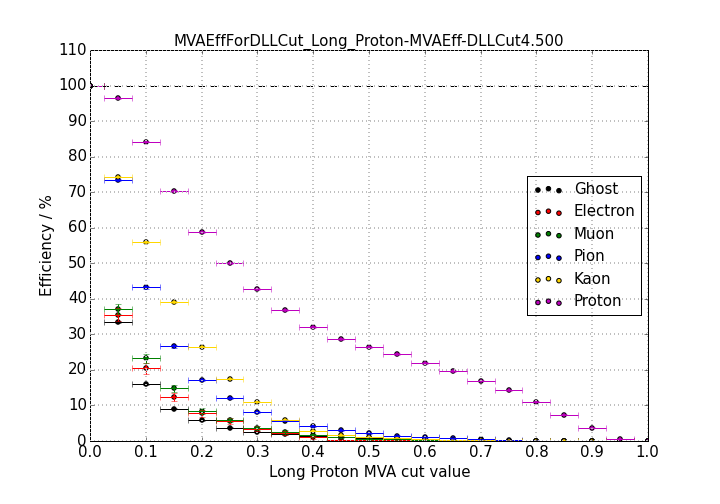 MVAEffForDLLCut_Long_Proton-MVAEff-DLLCut4.500
110
100
90
80
70
60
50
40
30
20
10
0
Efficiency / %
Ghost
Electron
Muon
Pion
Kaon
Proton
0.0 0.1 0.2 0.3 0.4 0.5 0.6 0.7 0.8 0.9 1.0
Long Proton MVA cut value